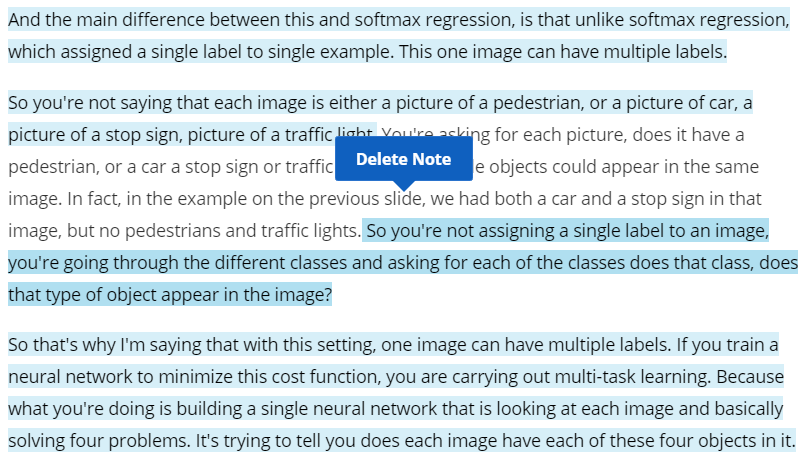 And the main difference between this and softmax regression, is that unlike softmax regression,
which assigned a single label to single example. This one image can have multiple labels.
So you're not saying that each image is either a picture of a pedestrian, or a picture of car, a
picture of a stop sign, picture of a traffic light. You're asking for each picture, does it have a
pedestrian, or a car a stop sign or traffic
Delete Note
objects could appear in the same
image. In fact, in the example on the previous slide, we had both a car and a stop sign in that
image, but no pedestrians and traffic lights. So you're not assigning a single label to an image,
you're going through the different classes and asking for each of the classes does that class, does
that type of object appear in the image?
So that's why I'm saying that with this setting, one image can have multiple labels. If you train a
neural network to minimize this cost function, you are carrying out multi-task learning. Because
what you're doing is building a single neural network that is looking at each image and basically
solving four problems. It's trying to tell you does each image have each of these four objects in it.